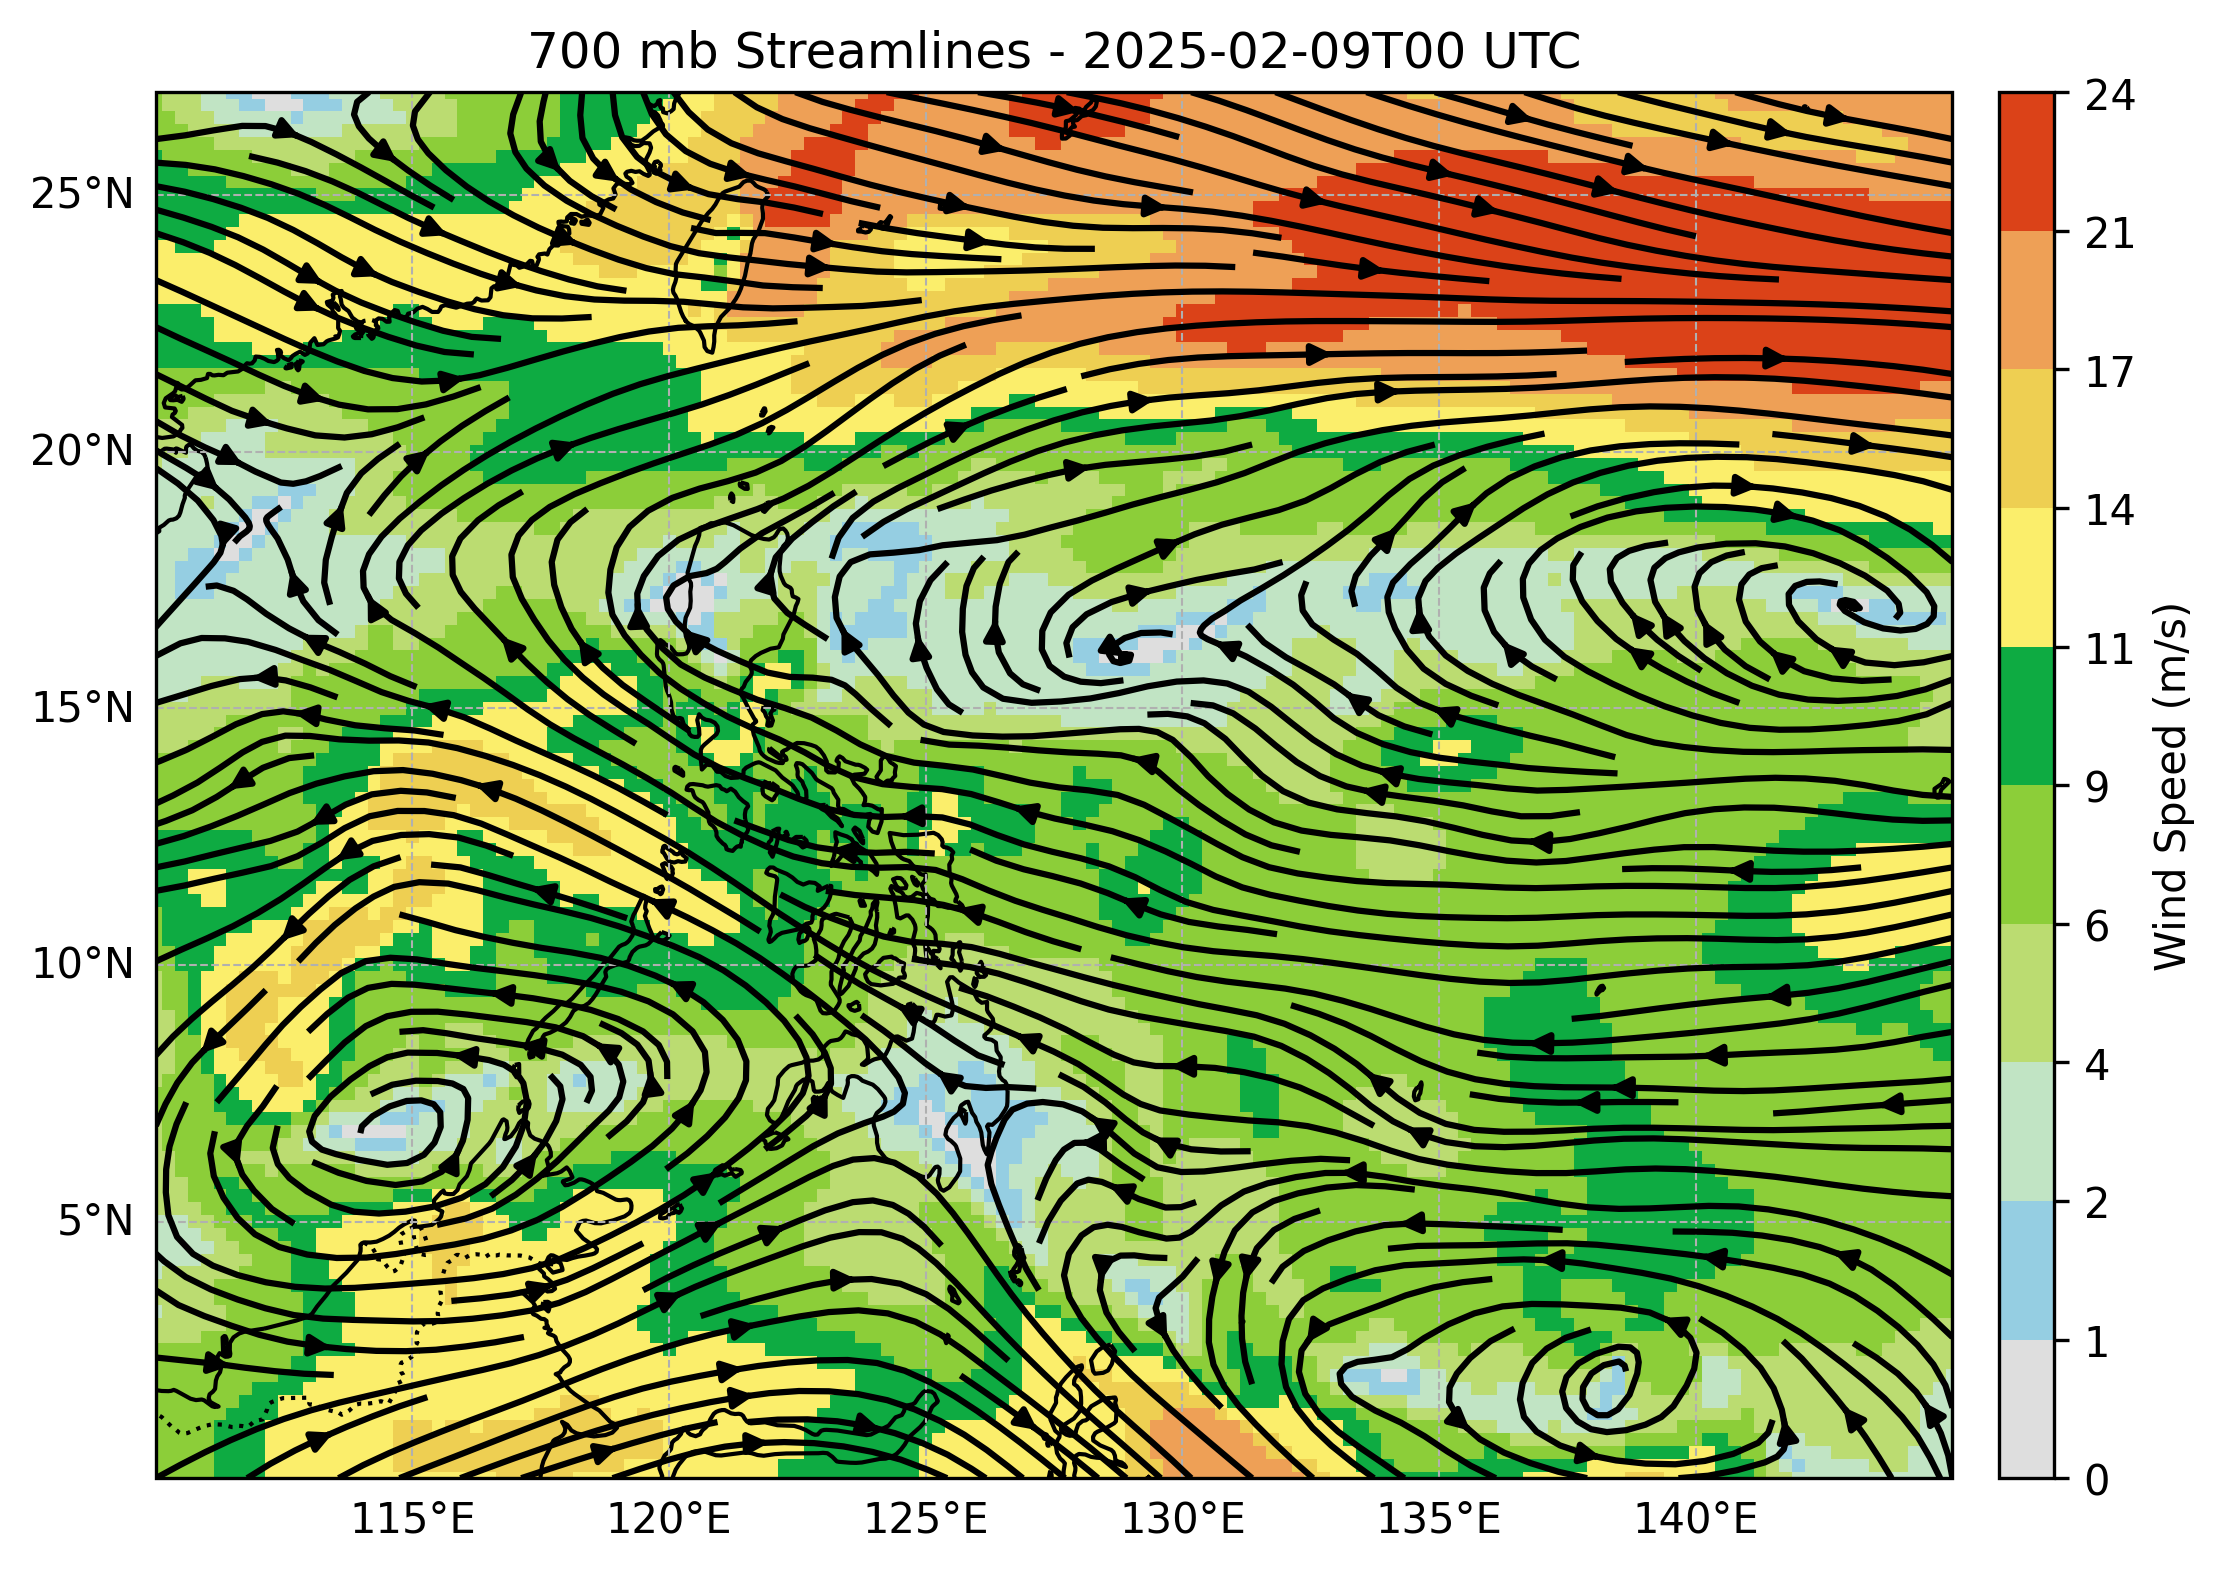 700 mb Streamlines - 2025-02-09T00 UTC
25°N
20°N
15°N
10°N
5°N
115°E
120°E
125°E
130°E
135°E
140°E
24
21
17
14
11
9
6
4
2
1
0
Wind Speed (m/s)